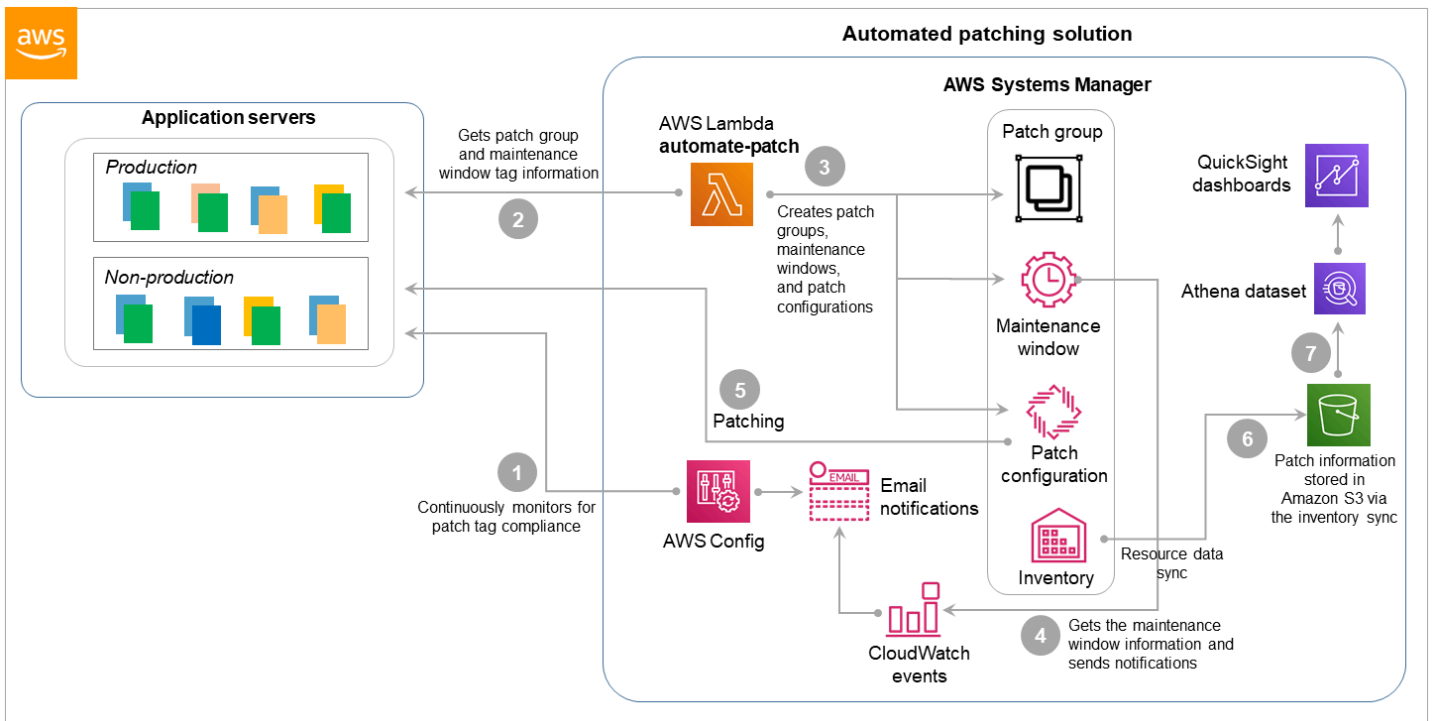 aws
Automated patching solution
Application servers
Production
Non-production
Gets patch group
and maintenance
window tag information
2
AWS Lambda
automate-patch
3
Creates patch
groups,
maintenance
windows,
and patch
configurations
AWS Systems Manager
Patch group
Maintenance
window
Patch
configuration
Inventory
5
Patching
1
Continuously monitors for
patch tag compliance
AWS Config
EMAIL
Email
notifications
CloudWatch
events
4
Gets the maintenance
window information and
sends notifications
Resource data
sync
6
Patch information
stored in
Amazon S3 via
the inventory sync
7
Athena dataset
QuickSight
dashboards